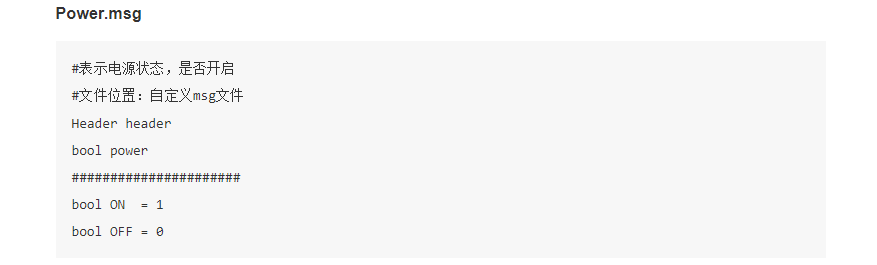 Power.msg
#表示电源状态，是否开启
#文件位置：自定义msg文件
Header header
bool power
######################
bool ON  = 1
bool OFF = 0